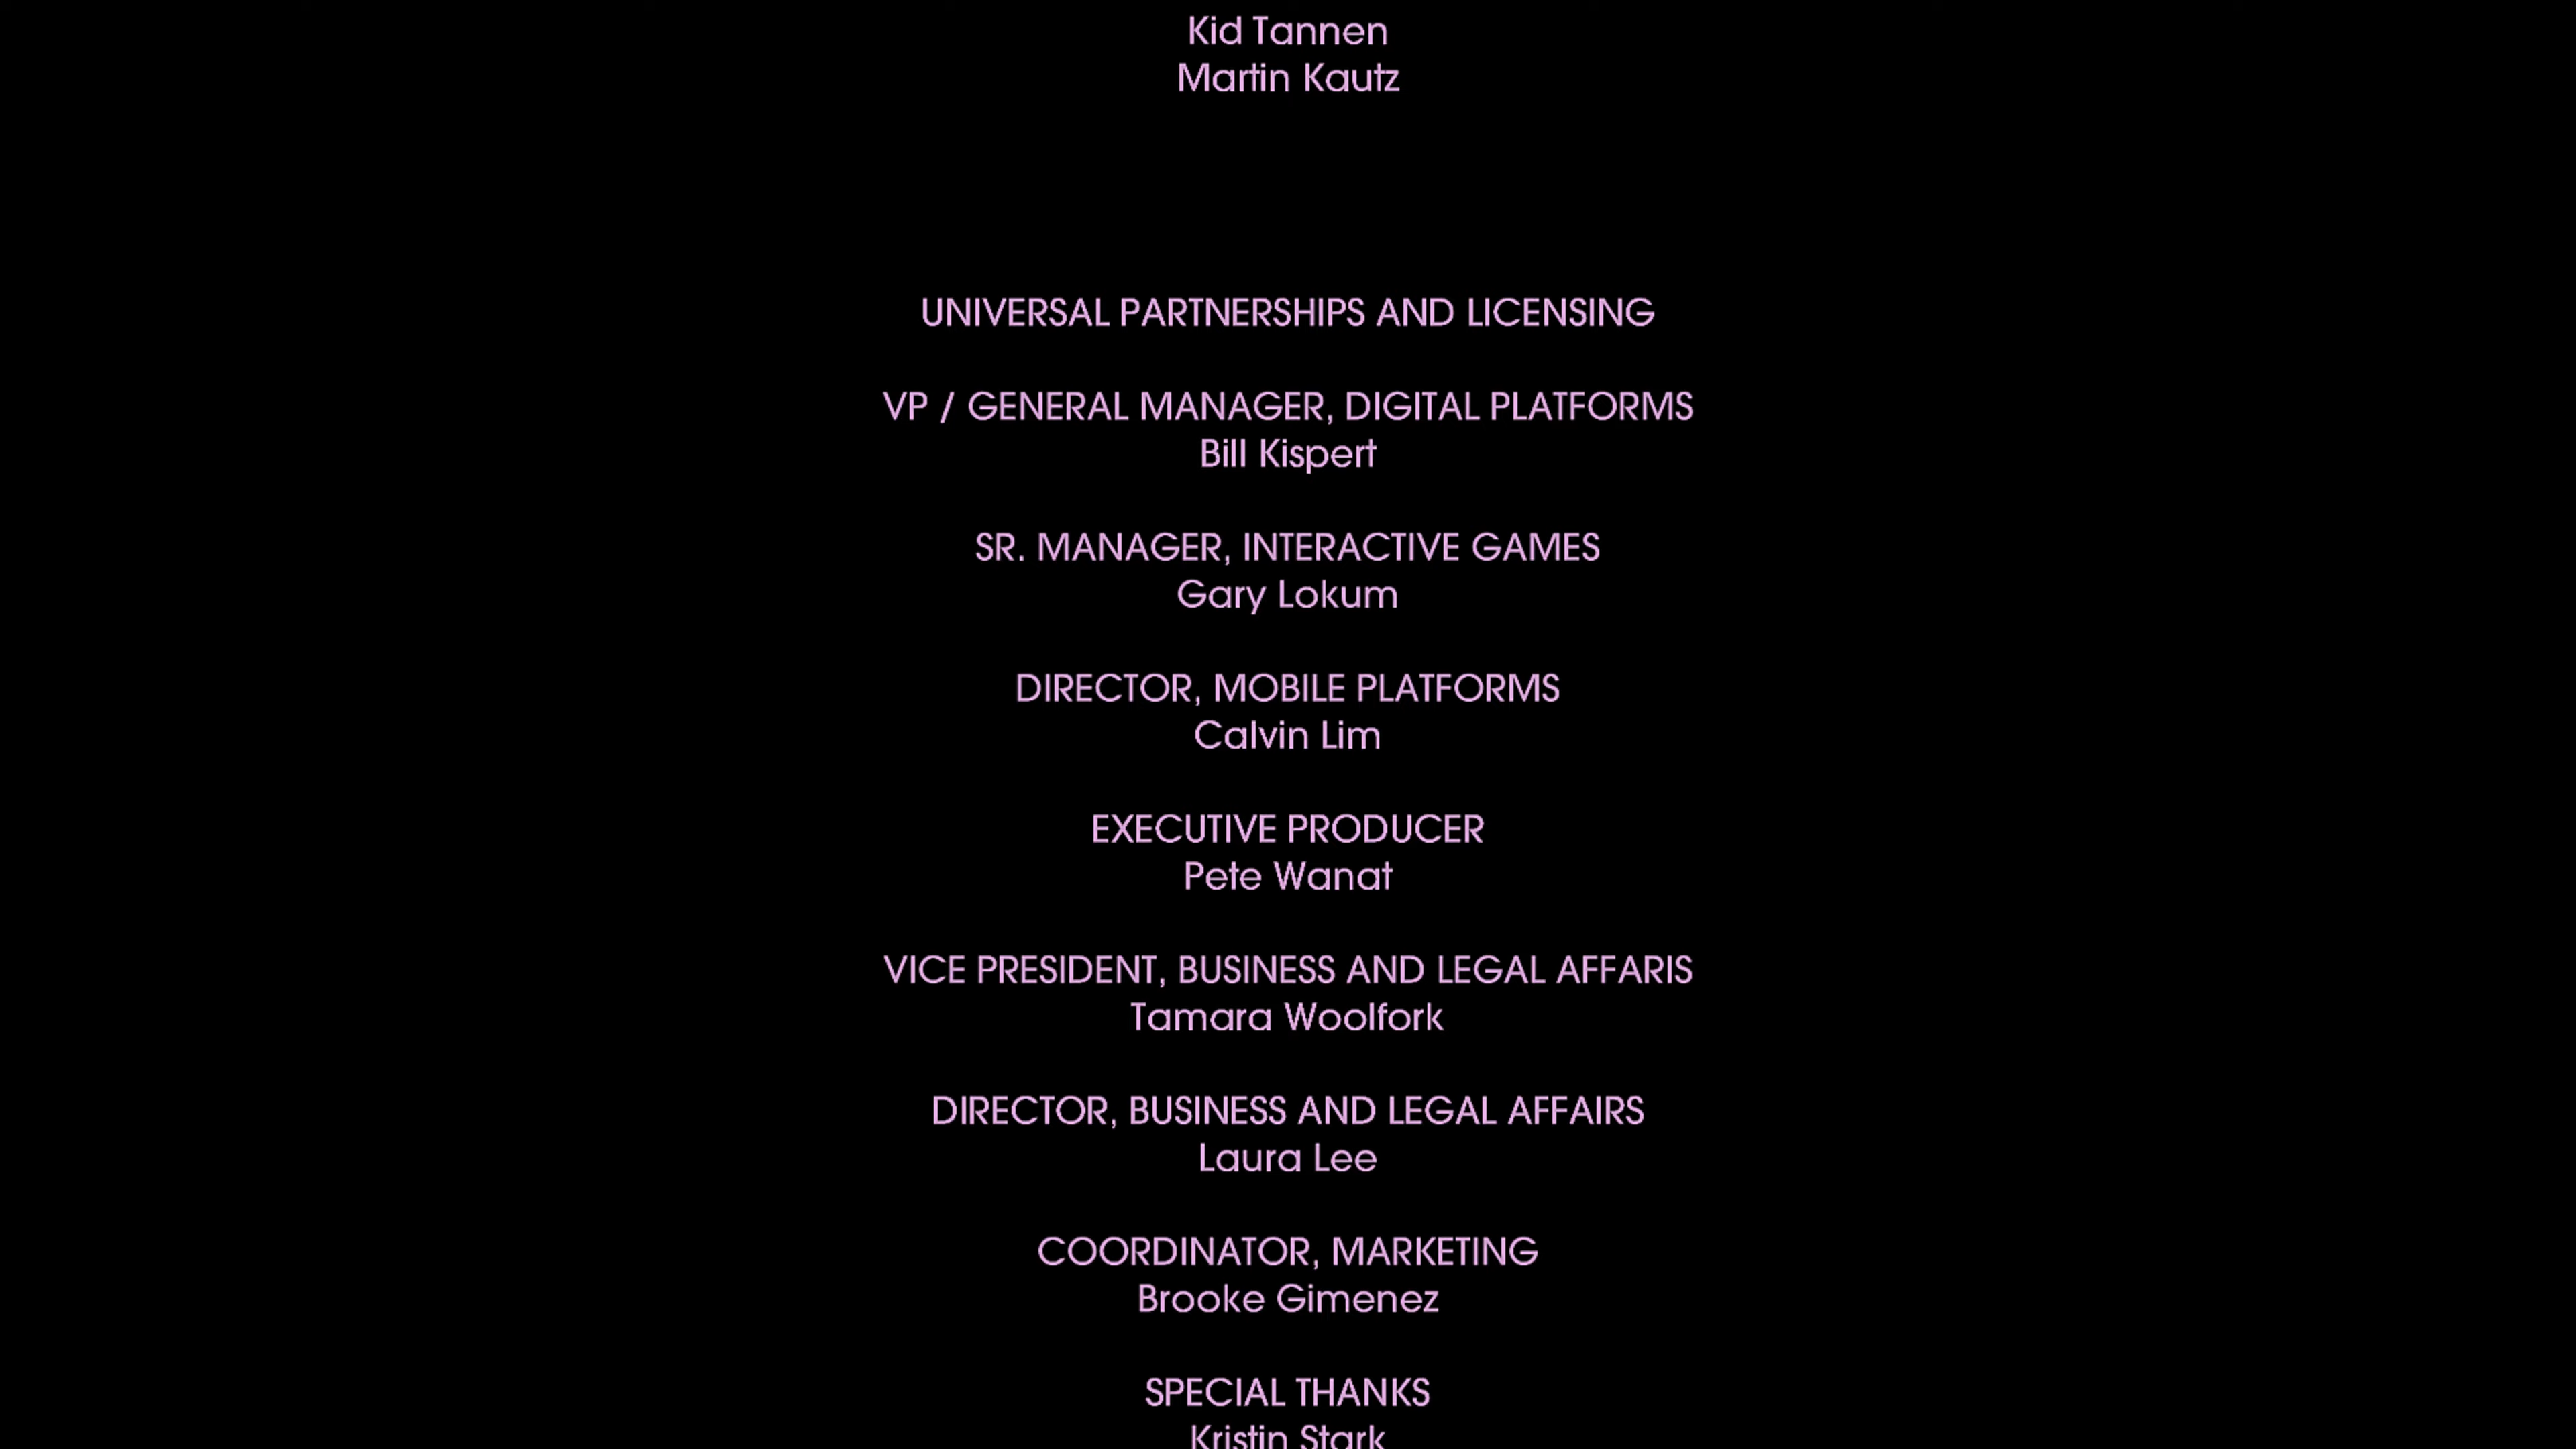 Kid Tannen
Martin Kautz
UNIVERSAL PARTNERSHIPS AND LICENSING
VP / GENERAL MANAGER, DIGITAL PLATFORMS
Bill Kispert
SR. MANAGER, INTERACTIVE GAMES
Gary Lokum
DIRECTOR, MOBILE PLATFORMS
Calvin Lim
EXECUTIVE PRODUCER
Pete Wanat
VICE PRESIDENT, BUSINESS AND LEGAL AFFARIS
Tamara Woolfork
DIRECTOR, BUSINESS AND LEGAL AFFAIRS
Laura Lee
COORDINATOR, MARKETING
Brooke Gimenez
SPECIAL THANKS
Kristin Stark